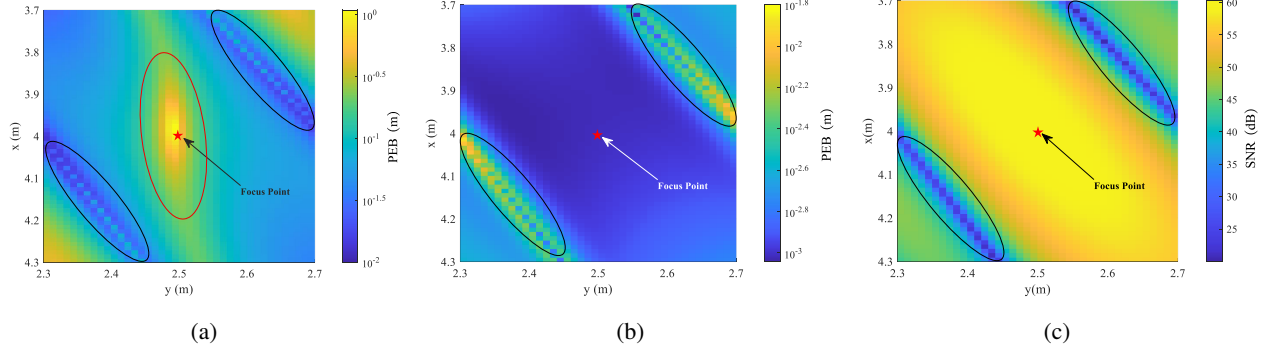 3.7
3.8
3.9
4
4.1
4.2
4.3
x (m)
2.3 2.4 2.5 2.6 2.7
y (m)
Focus Point
10^0
10^-0.5
10^-1
10^-1.5
10^-2
PEB (m)
(a)
3.7
3.8
3.9
4
4.1
4.2
4.3
x (m)
2.3 2.4 2.5 2.6 2.7
y (m)
Focus Point
10^-1.8
10^-2
10^-2.2
10^-2.4
10^-2.6
10^-2.8
10^-3
PEB (m)
(b)
3.7
3.8
3.9
4
4.1
4.2
4.3
x(m)
2.3 2.4 2.5 2.6 2.7
y(m)
Focus Point
60
55
50
45
40
35
30
25
SNR (dB)
(c)